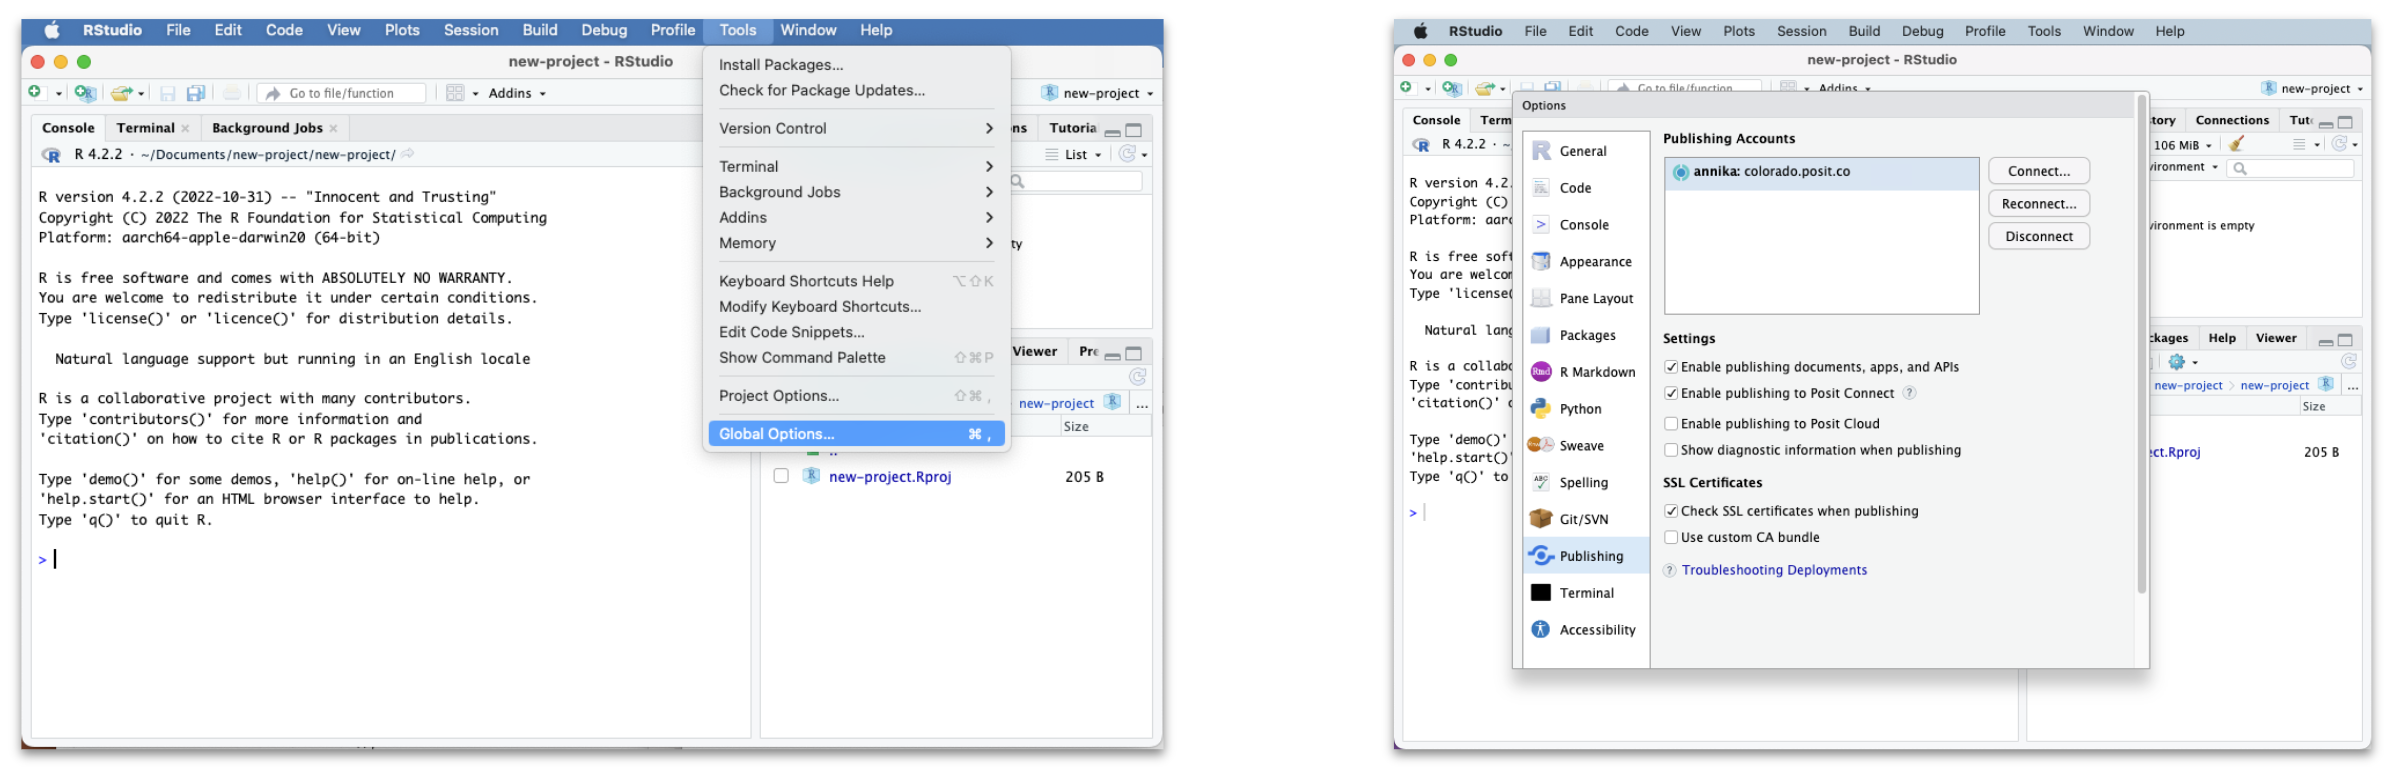 RStudio File Edit Code View Plots Session Build Debug Profile Tools Window Help
new-project - RStudio
Go to file/function Addins new-project
Console Terminal Background Jobs
R 4.2.2 · ~/Documents/new-project/new-project/
R version 4.2.2 (2022-10-31) -- "Innocent and Trusting"
Copyright (C) 2022 The R Foundation for Statistical Computing
Platform: aarch64-apple-darwin20 (64-bit)
R is free software and comes with ABSOLUTELY NO WARRANTY.
You are welcome to redistribute it under certain conditions.
Type 'license()' or 'licence()' for distribution details.
Natural language support but running in an English locale
R is a collaborative project with many contributors.
Type 'contributors()' for more information and
'citation()' on how to cite R or R packages in publications.
Type 'demo()' for some demos, 'help()' for on-line help, or
'help.start()' for an HTML browser interface to help.
Type 'q()' to quit R.
>
Install Packages...
Check for Package Updates...
Version Control
Terminal
Background Jobs
Addins
Memory
Keyboard Shortcuts Help ⌥⇧K
Modify Keyboard Shortcuts...
Edit Code Snippets...
Show Command Palette ⇧⌘P
Project Options... ⇧⌘,
Global Options... ⌘,
ns Tutoria
List
ty
Viewer Pre
new-project ...
Size
..
new-project.Rproj 205 B
RStudio File Edit Code View Plots Session Build Debug Profile Tools Window Help
new-project - RStudio
Go to file/function Addins new-project
Console Term
R 4.2.2 · ~
R version 4.2.
Copyright (C)
Platform: aarc
R is free soft
You are welcom
Type 'license(
Natural lang
R is a collabo
Type 'contribu
'citation()' o
Type 'demo()'
'help.start()'
Type 'q()' to
>
Options
General
Code
Console
Appearance
Pane Layout
Packages
Rmd R Markdown
Python
Sweave
ABC Spelling
Git/SVN
Publishing
Terminal
Accessibility
Publishing Accounts
annika: colorado.posit.co
Connect...
Reconnect...
Disconnect
Settings
Enable publishing documents, apps, and APIs
Enable publishing to Posit Connect ?
Enable publishing to Posit Cloud
Show diagnostic information when publishing
SSL Certificates
Check SSL certificates when publishing
Use custom CA bundle
? Troubleshooting Deployments
tory Connections Tut
106 MiB
vironment
vironment is empty
ckages Help Viewer
new-project new-project ...
Size
ct.Rproj 205 B